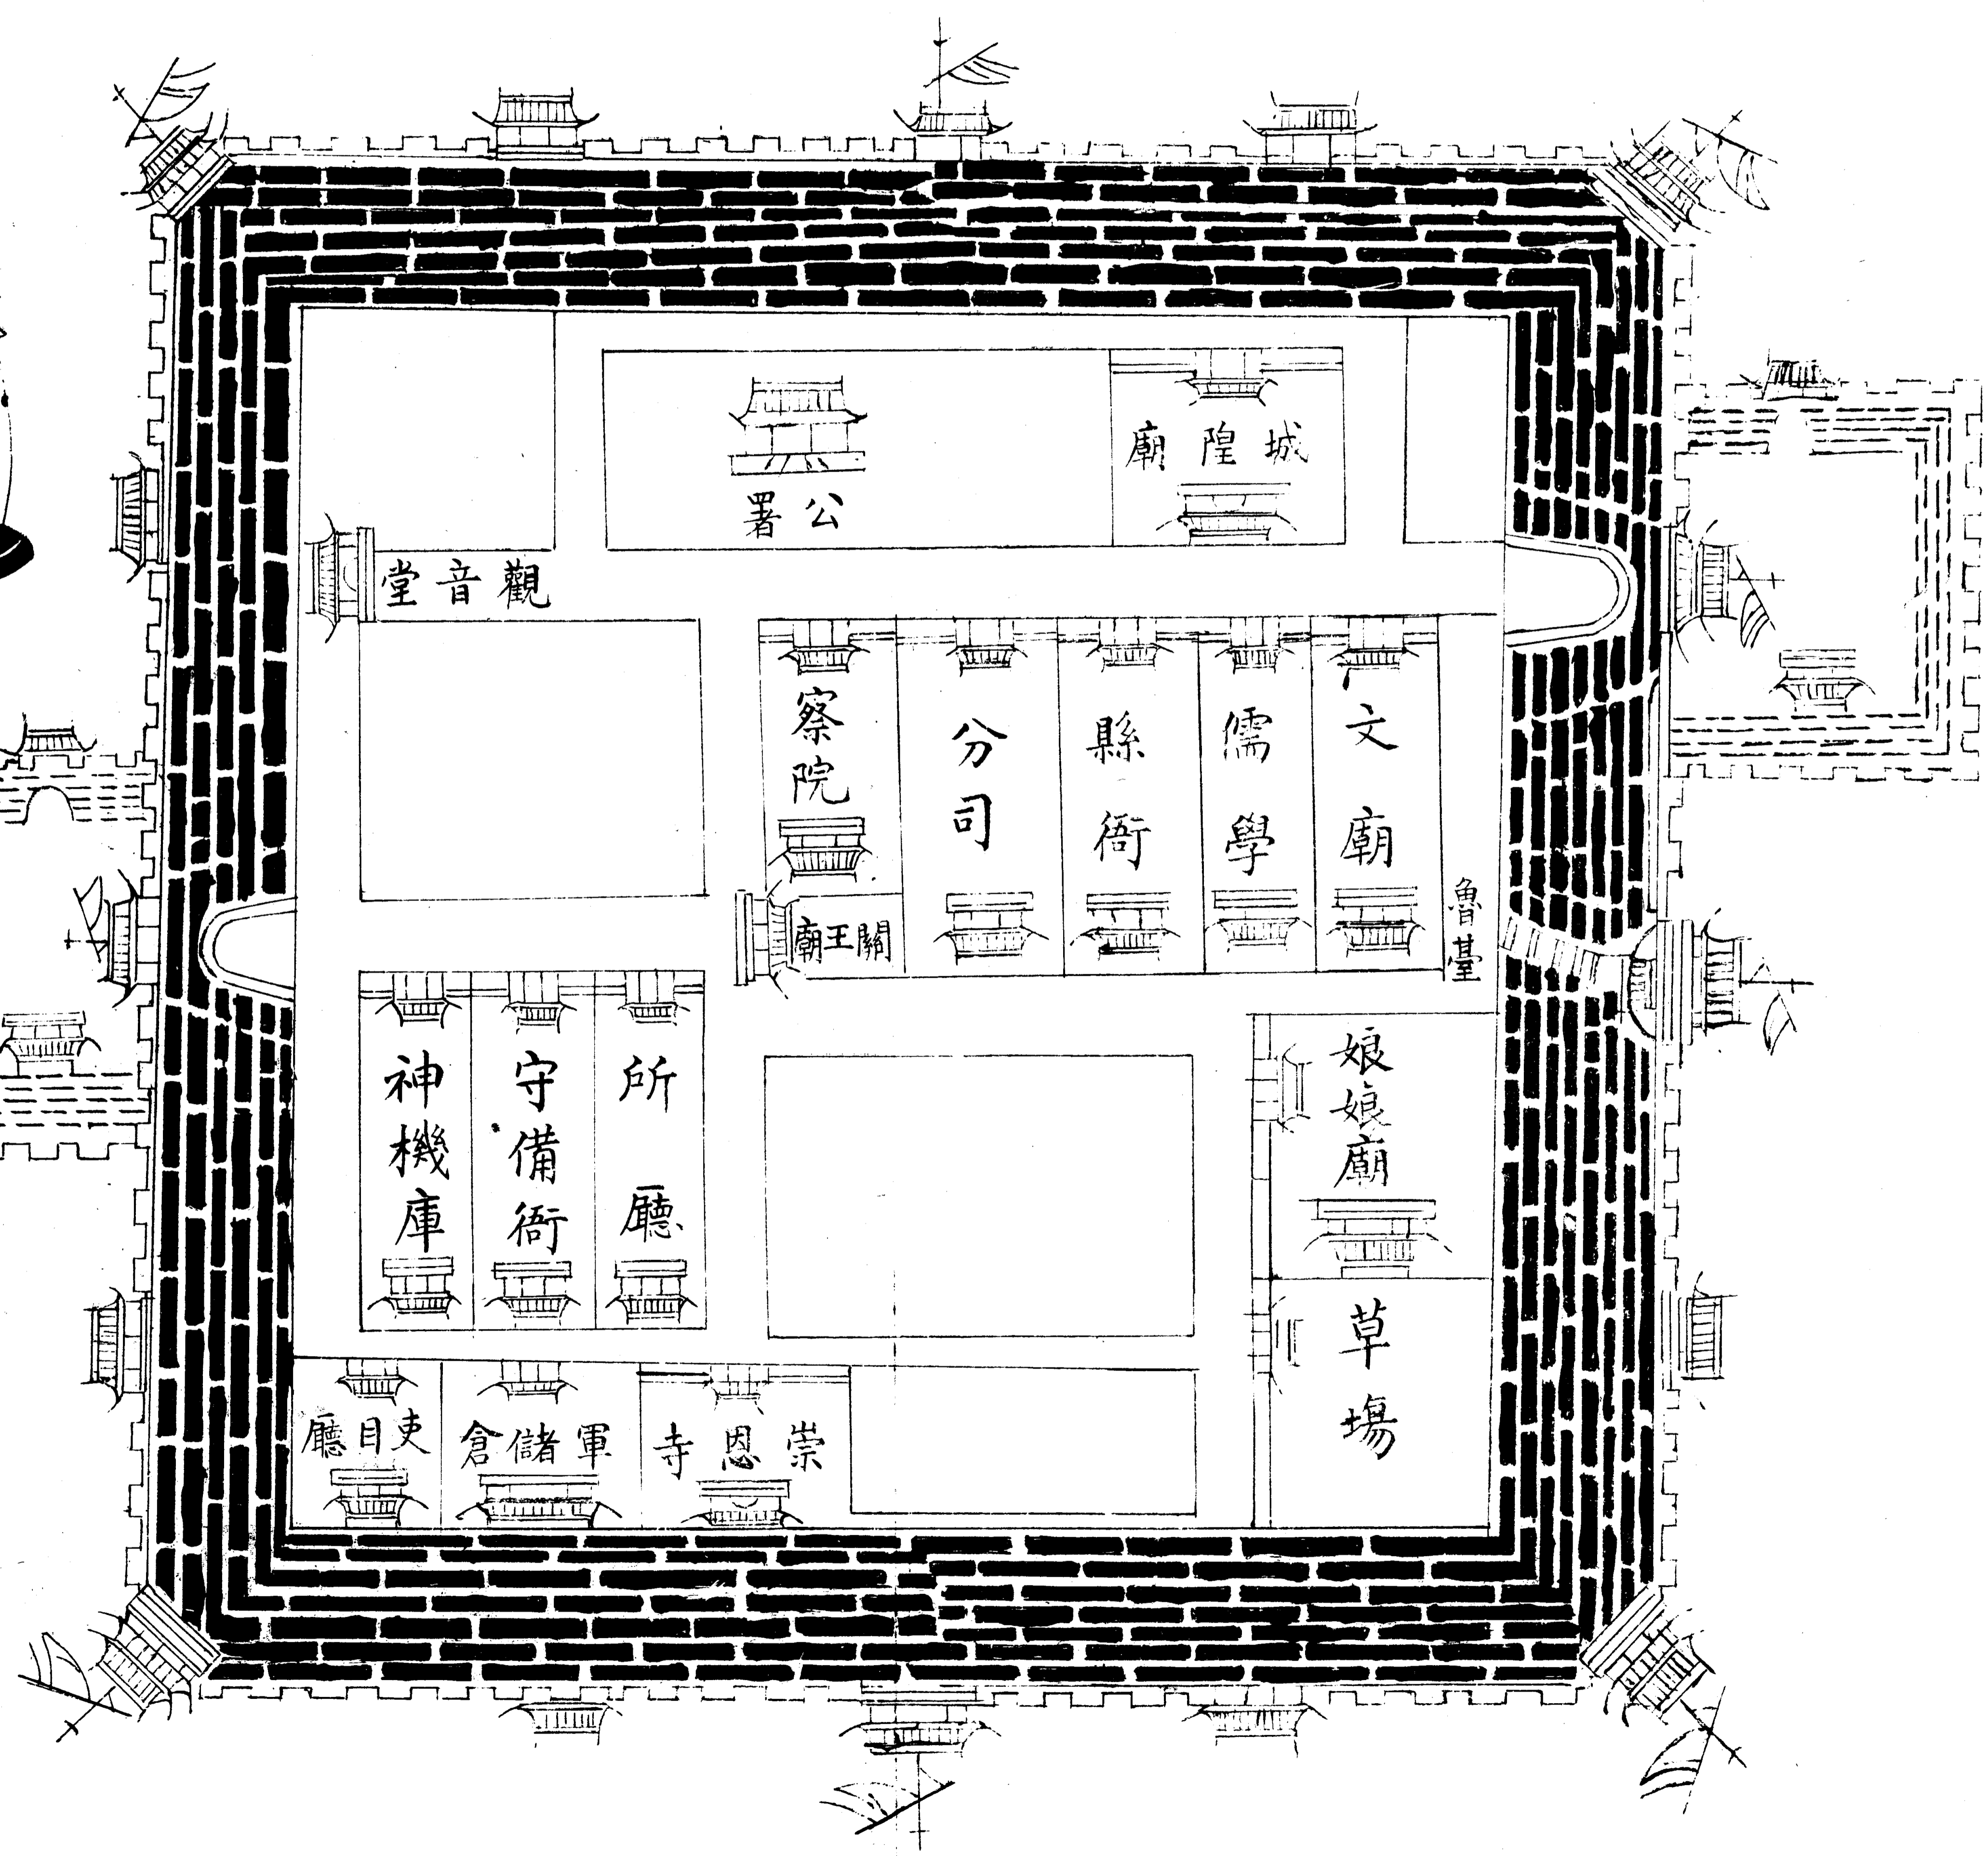 城隍廟
公署
觀音堂
文廟
儒學
縣衙
分司
察院
關王廟
魯臺
所廳
守備衙
神機庫
娘娘廟
草場
崇恩寺
軍儲倉
吏目廳